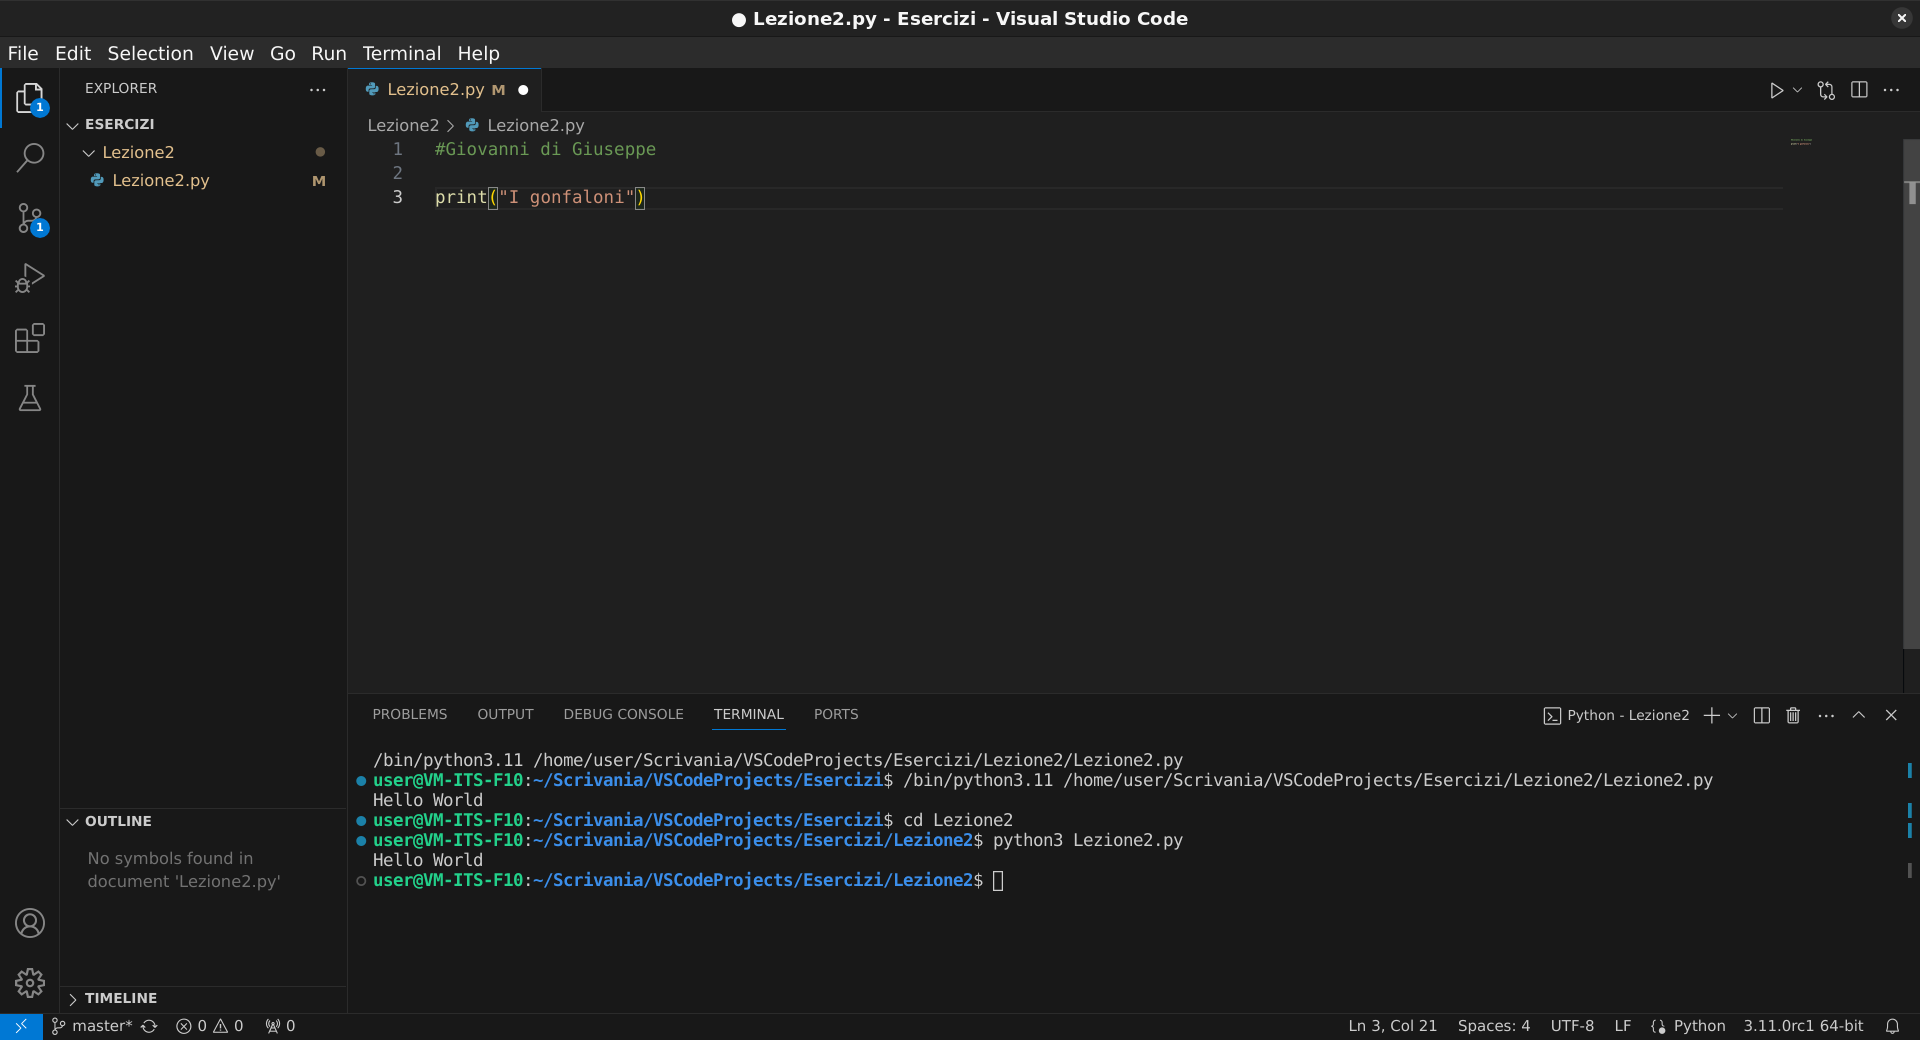 Lezione2.py - Esercizi - Visual Studio Code
File Edit Selection View Go Run Terminal Help
EXPLORER
ESERCIZI
Lezione2
Lezione2.py M
Lezione2.py M
Lezione2 > Lezione2.py
1 #Giovanni di Giuseppe
2
3 print("I gonfaloni")
1
1
OUTLINE
No symbols found in
document 'Lezione2.py'
TIMELINE
PROBLEMS OUTPUT DEBUG CONSOLE TERMINAL PORTS
Python - Lezione2
/bin/python3.11 /home/user/Scrivania/VSCodeProjects/Esercizi/Lezione2/Lezione2.py
user@VM-ITS-F10:~/Scrivania/VSCodeProjects/Esercizi$ /bin/python3.11 /home/user/Scrivania/VSCodeProjects/Esercizi/Lezione2/Lezione2.py
Hello World
user@VM-ITS-F10:~/Scrivania/VSCodeProjects/Esercizi$ cd Lezione2
user@VM-ITS-F10:~/Scrivania/VSCodeProjects/Esercizi/Lezione2$ python3 Lezione2.py
Hello World
user@VM-ITS-F10:~/Scrivania/VSCodeProjects/Esercizi/Lezione2$
master* 0 0 0 Ln 3, Col 21 Spaces: 4 UTF-8 LF Python 3.11.0rc1 64-bit